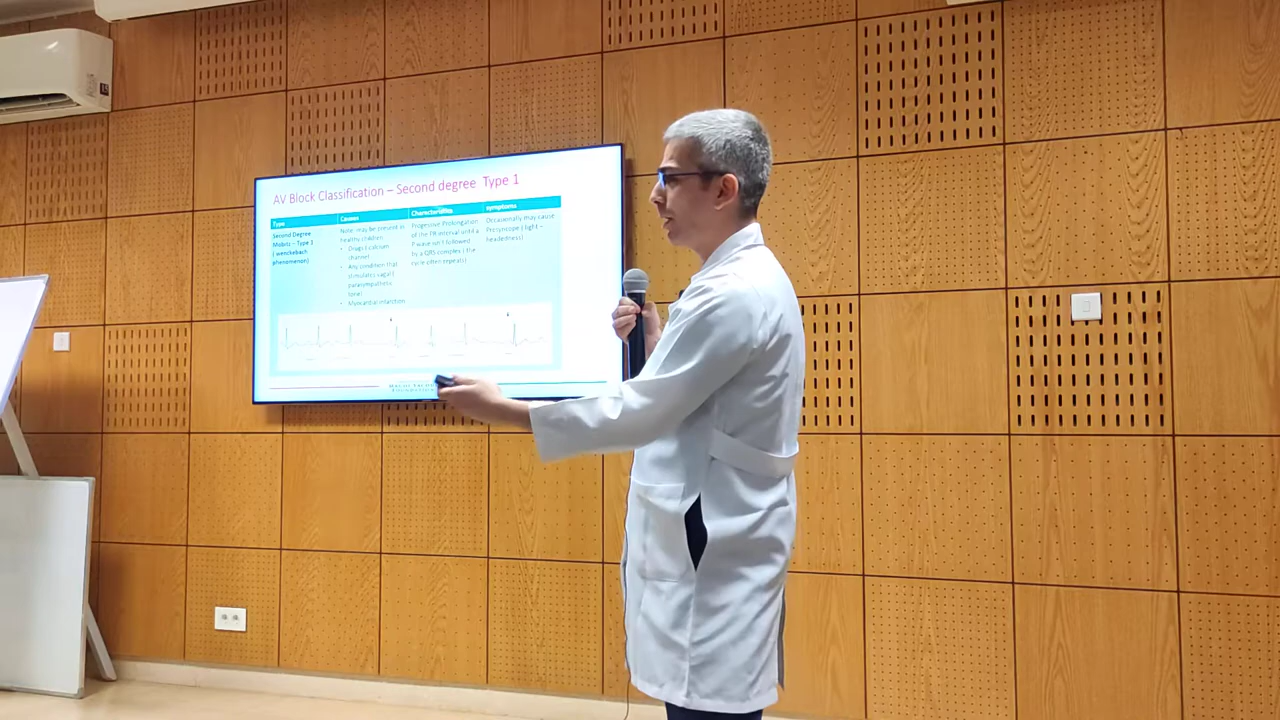 AV Block Classification – Second degree Type 1
Type
Causes
Characteristics
symptoms
Second Degree
Mobitz – Type 1
( wenckebach
phenomenon)
Note: may be present in
healthy children
• Drugs ( calcium
channel
• Any condition that
stimulates vagal (
parasympathetic
tone)
• Myocardial infarction
Progressive Prolongation
of the PR interval until a
P wave isn't followed
by a QRS complex ( the
cycle often repeats)
Occasionally may cause
Presyncope ( light –
headedness)